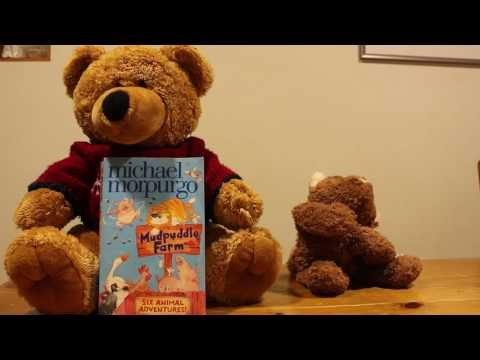 michael
morpurgo
Mudpuddle
Farm
SIX ANIMAL
ADVENTURES!